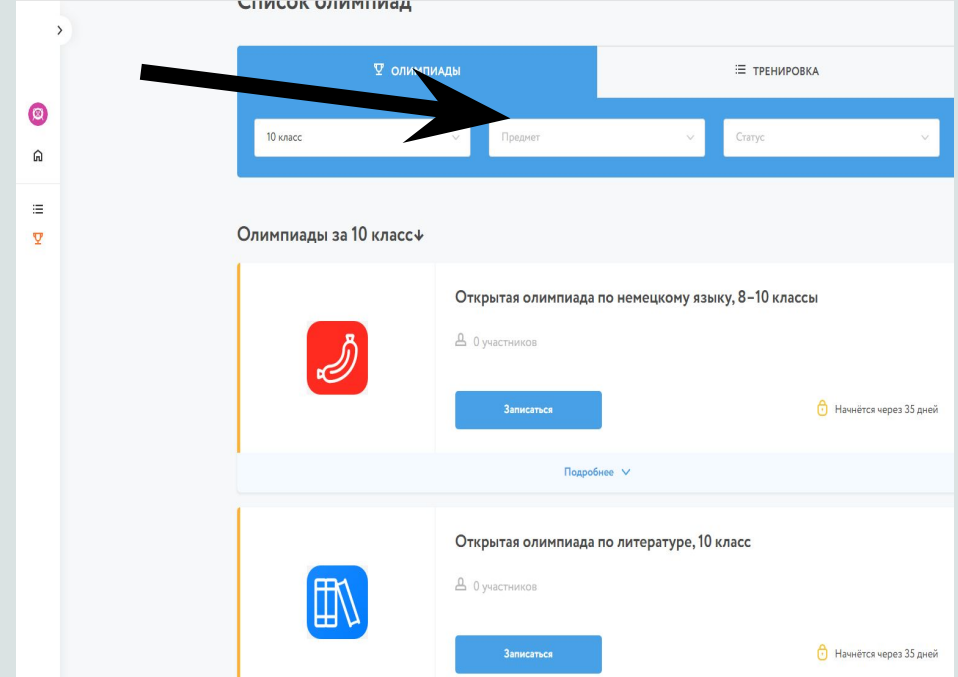 Список олимпиад
ОЛИМПИАДЫ
ТРЕНИРОВКА
10 класс
Предмет
Статус
Олимпиады за 10 класс↓
Открытая олимпиада по немецкому языку, 8–10 классы
0 участников
Записаться
Начнётся через 35 дней
Подробнее
Открытая олимпиада по литературе, 10 класс
0 участников
Записаться
Начнётся через 35 дней